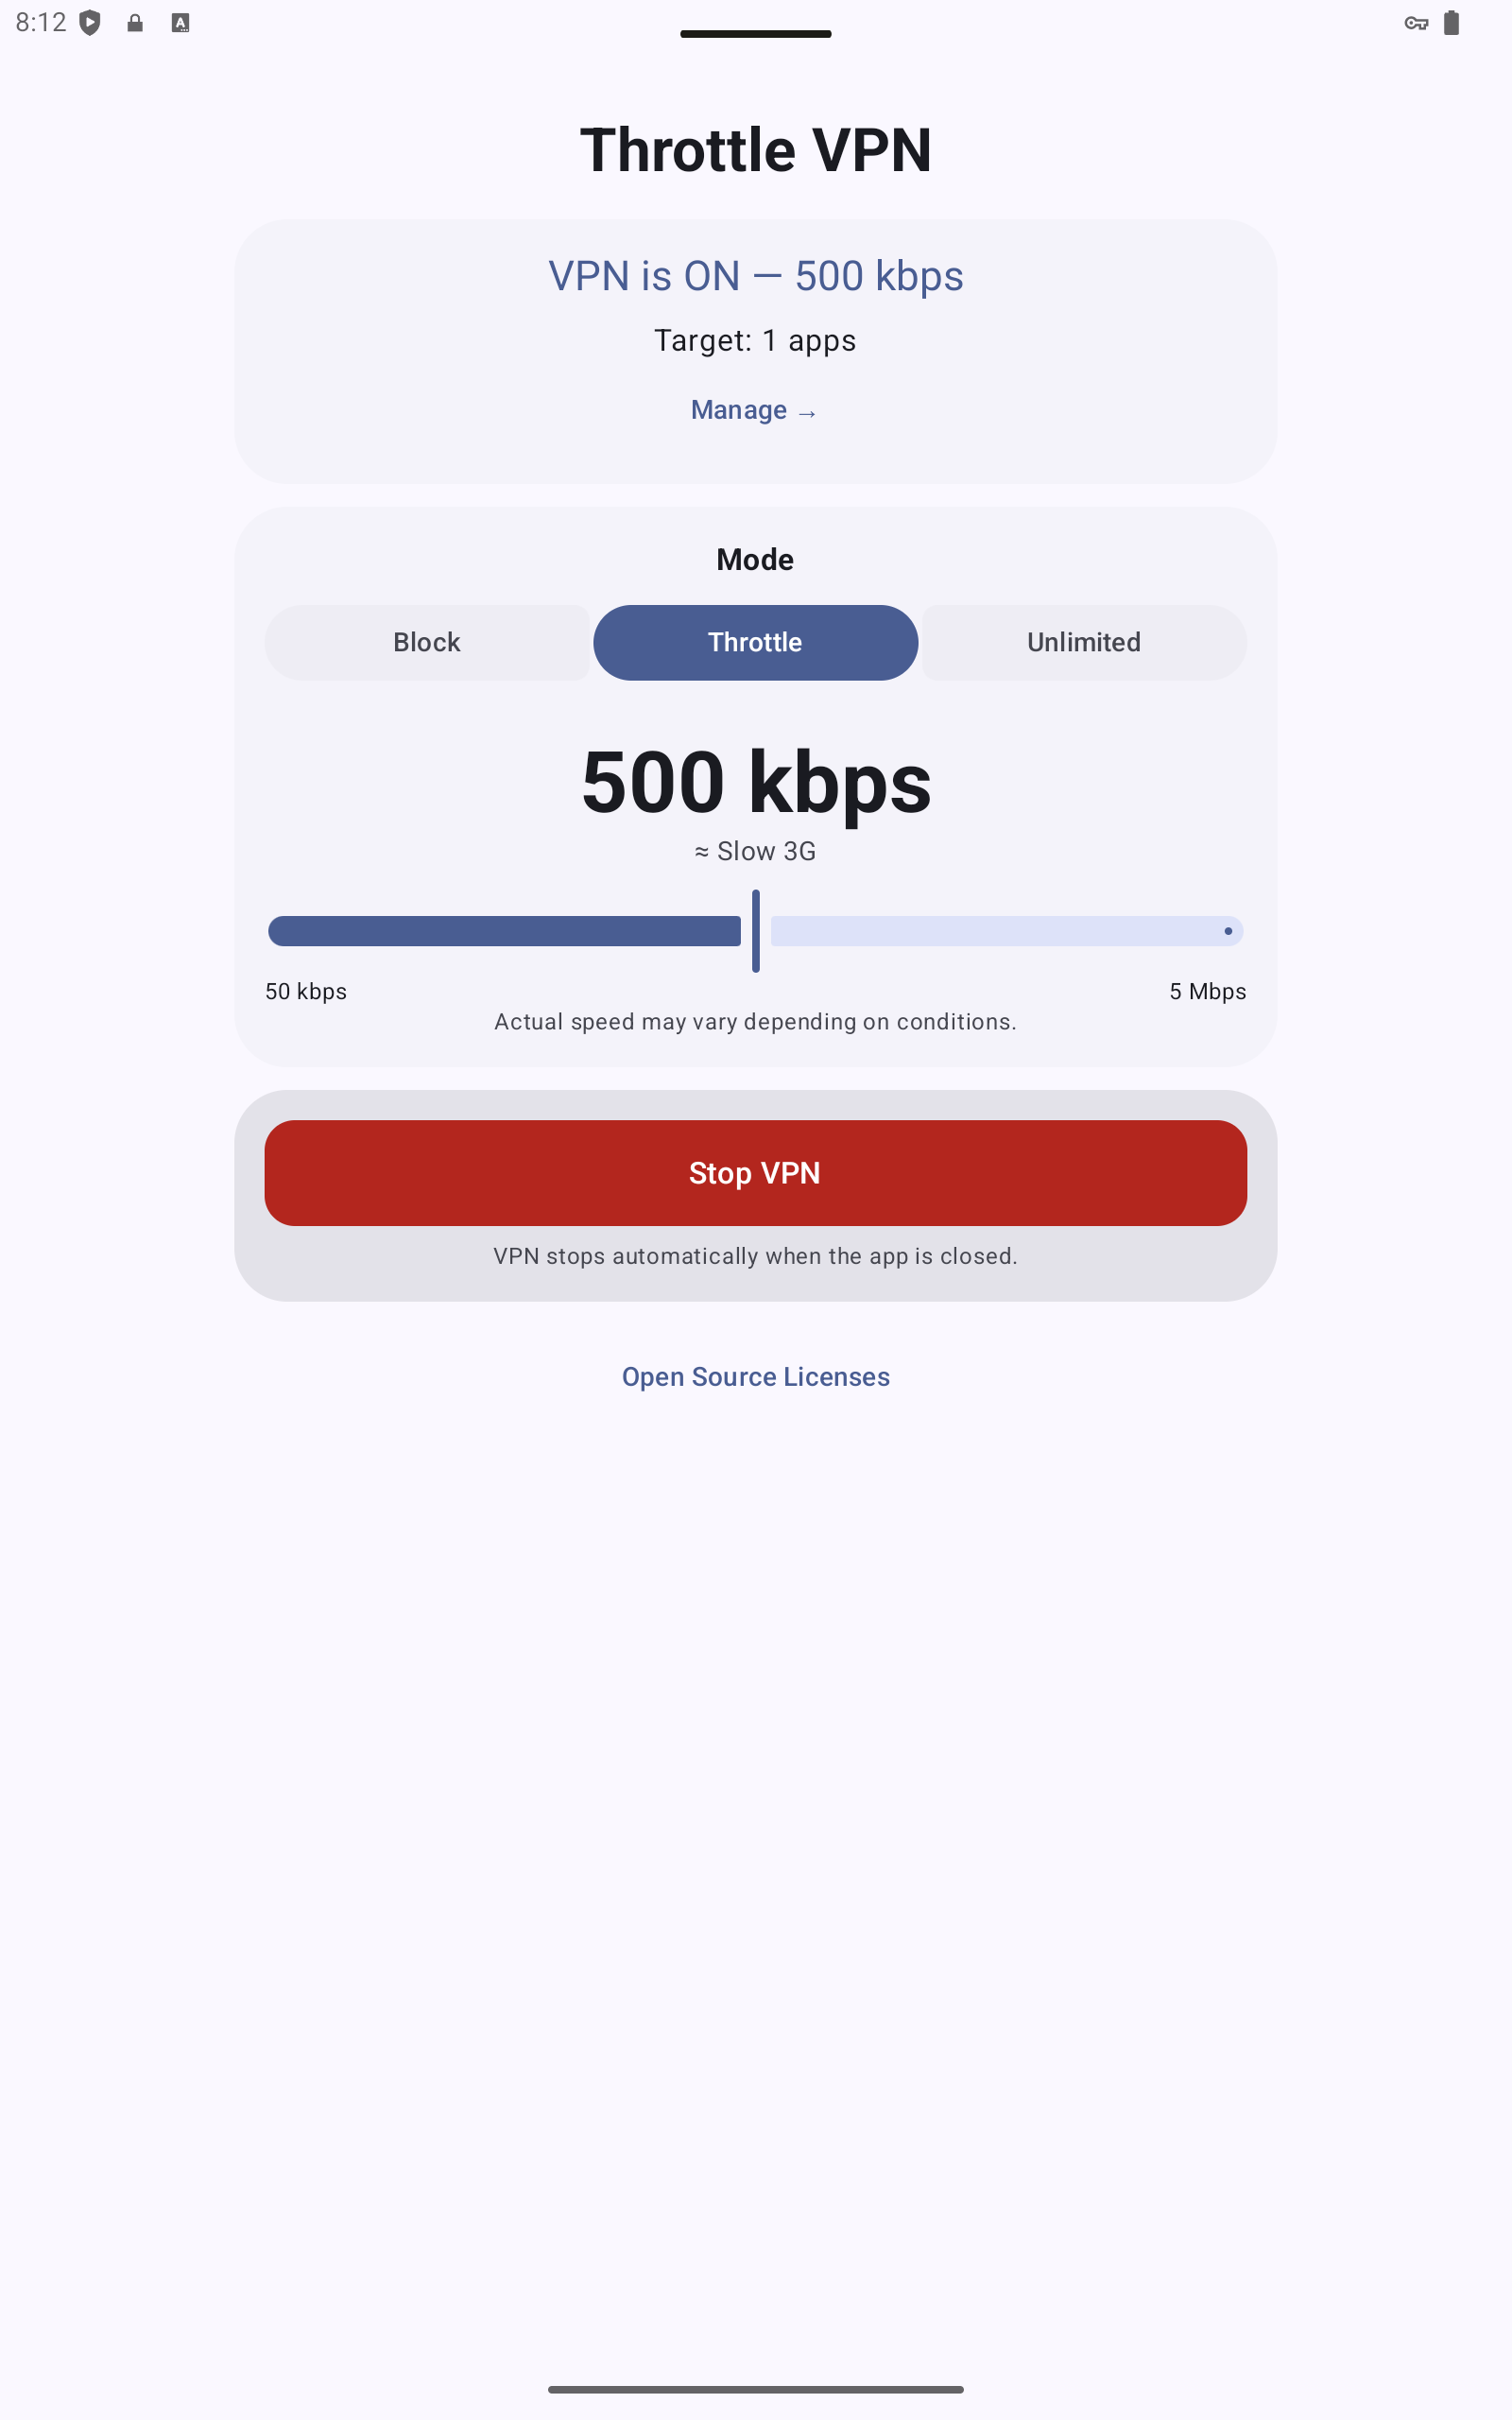 8:12
Throttle VPN
VPN is ON — 500 kbps
Target: 1 apps
Manage →
Mode
Block Throttle Unlimited
500 kbps
≈ Slow 3G
50 kbps 5 Mbps
Actual speed may vary depending on conditions.
Stop VPN
VPN stops automatically when the app is closed.
Open Source Licenses